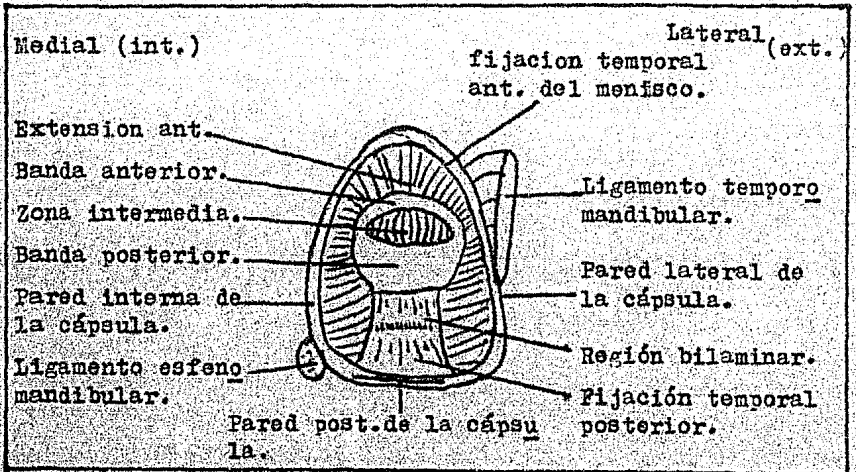 Medial (int.)
Lateral (ext.)
fijacion temporal
ant. del menisco.
Extension ant.
Banda anterior.
Zona intermedia.
Banda posterior.
Pared interna de
la cápsula.
Ligamento esfeno
mandibular.
Pared post.de la cápsu
la.
Ligamento temporo
mandibular.
Pared lateral de
la cápsula.
Región bilaminar.
Fijación temporal
posterior.